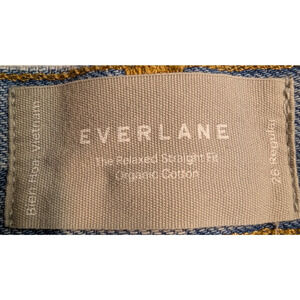 Bien Hoa-Vietnam
EVERLANE
The Relaxed Straight Fit
Organic Cotton
26 Regular